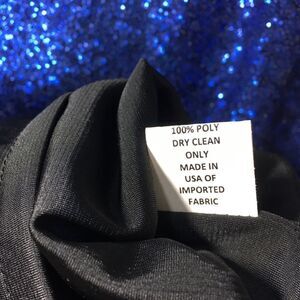 100% POLY
DRY CLEAN
ONLY
MADE IN
USA OF
IMPORTED
FABRIC